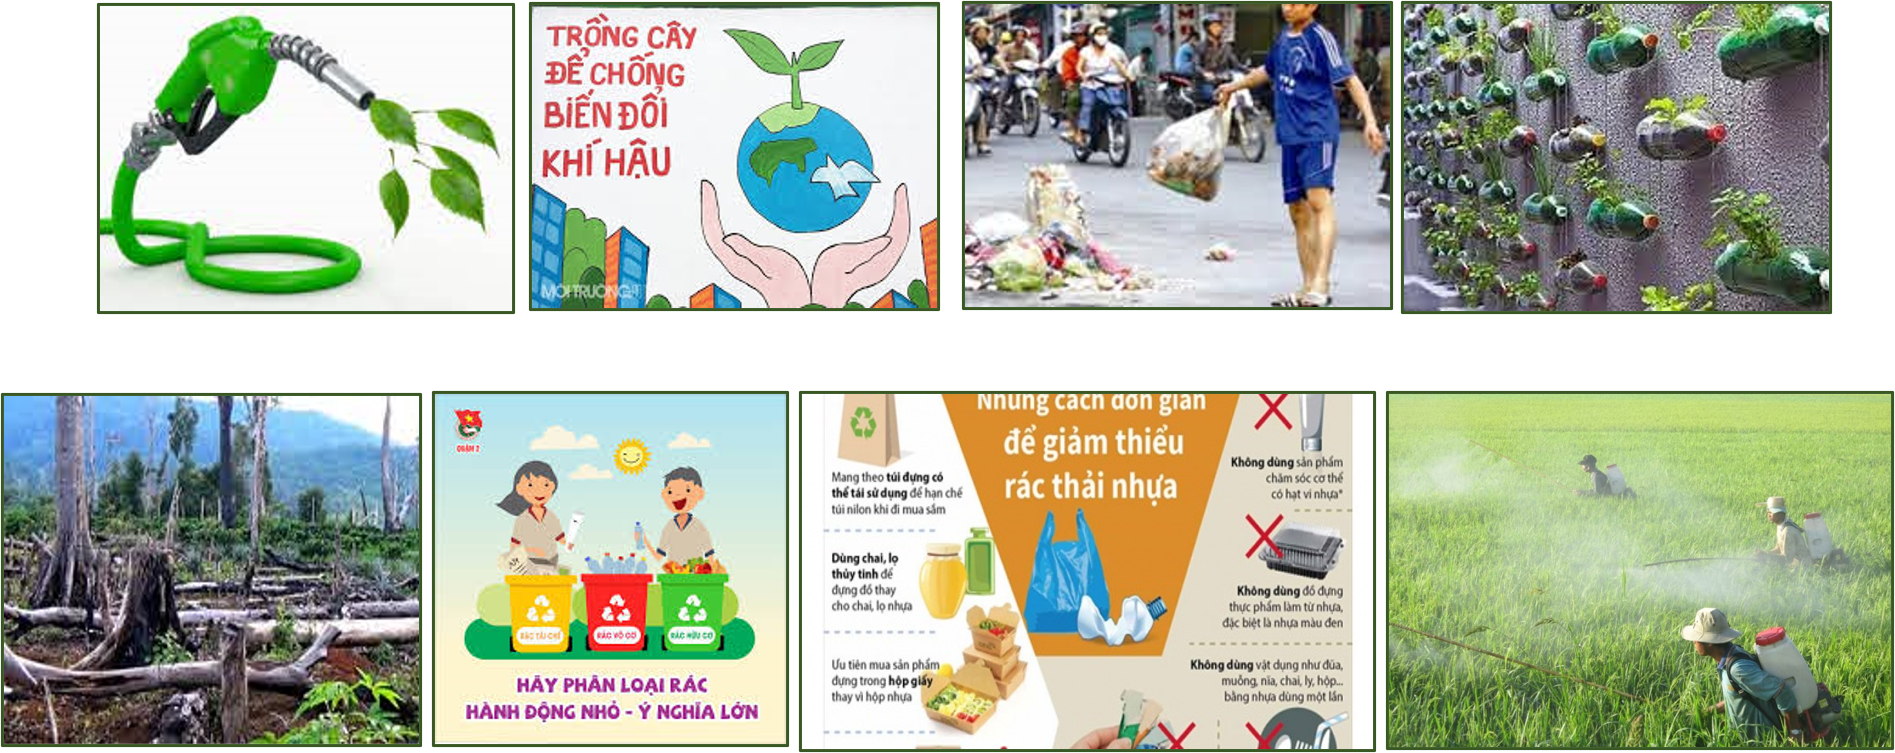 TRỒNG CÂY
ĐỂ CHỐNG
BIẾN ĐỔI
KHÍ HẬU
MÔITRƯỜNG
QUẬN 2
RÁC TÁI CHẾ
RÁC VÔ CƠ
RÁC HỮU CƠ
HÃY PHÂN LOẠI RÁC
HÀNH ĐỘNG NHỎ - Ý NGHĨA LỚN
Những cách đơn giản
để giảm thiểu
rác thải nhựa
Mang theo túi đựng có
thể tái sử dụng để hạn chế
túi nilon khi đi mua sắm
Dùng chai, lọ
thủy tinh để
đựng đồ thay
cho chai, lọ nhựa
Ưu tiên mua sản phẩm
đựng trong hộp giấy
thay vì hộp nhựa
Không dùng sản phẩm
chăm sóc cơ thể
có hạt vi nhựa*
Không dùng đồ đựng
thực phẩm làm từ nhựa,
đặc biệt là nhựa màu đen
Không dùng vật dụng như đũa,
muỗng, nĩa, chai, ly, hộp...
bằng nhựa dùng một lần